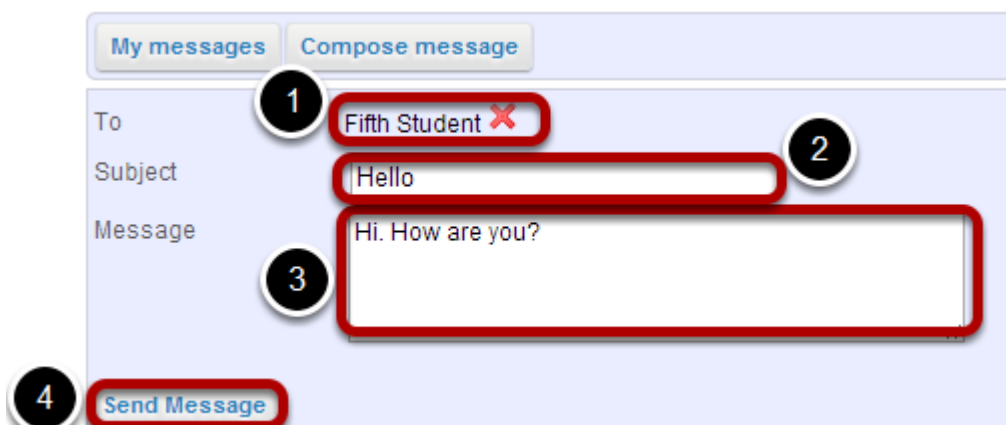 My messages Compose message
1
To Fifth Student
2
Subject Hello
Message Hi. How are you?
3
4 Send Message